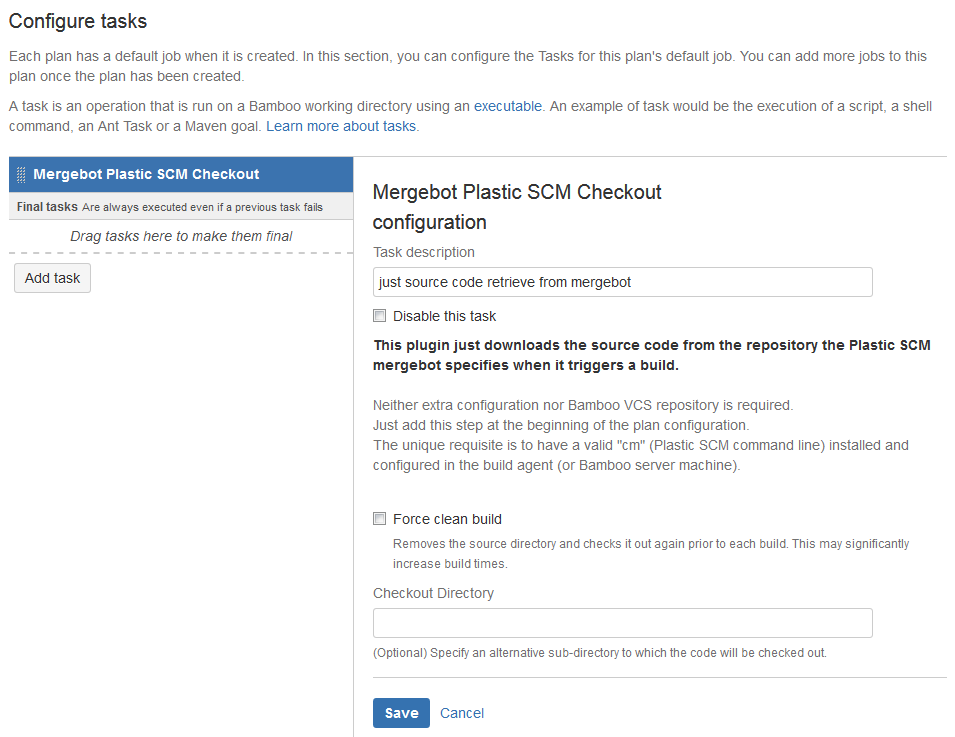 Configure tasks
Each plan has a default job when it is created. In this section, you can configure the Tasks for this plan's default job. You can add more jobs to this
plan once the plan has been created.
A task is an operation that is run on a Bamboo working directory using an executable. An example of task would be the execution of a script, a shell
command, an Ant Task or a Maven goal. Learn more about tasks.
Mergebot Plastic SCM Checkout
Final tasks Are always executed even if a previous task fails
Drag tasks here to make them final
Add task
Mergebot Plastic SCM Checkout
configuration
Task description
just source code retrieve from mergebot
Disable this task
This plugin just downloads the source code from the repository the Plastic SCM
mergebot specifies when it triggers a build.
Neither extra configuration nor Bamboo VCS repository is required.
Just add this step at the beginning of the plan configuration.
The unique requisite is to have a valid "cm" (Plastic SCM command line) installed and
configured in the build agent (or Bamboo server machine).
Force clean build
Removes the source directory and checks it out again prior to each build. This may significantly
increase build times.
Checkout Directory
(Optional) Specify an alternative sub-directory to which the code will be checked out.
Save Cancel